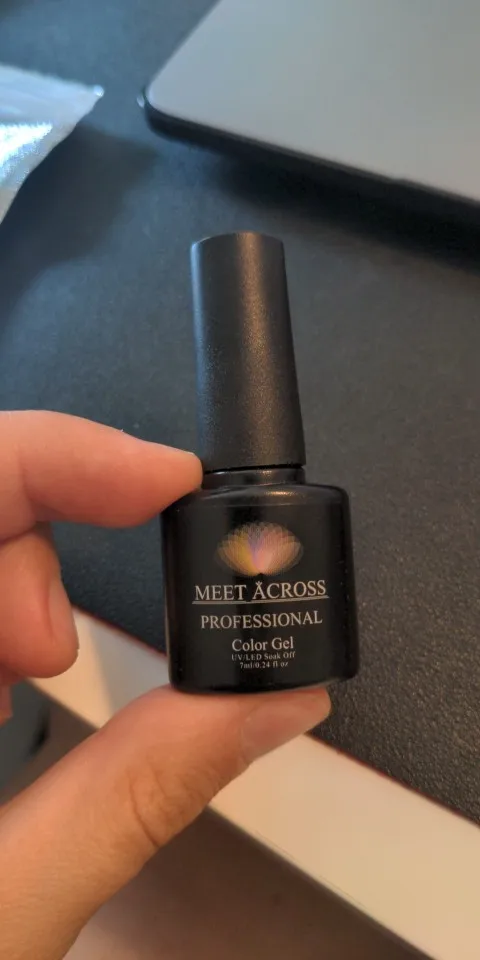 MEET ACROSS
PROFESSIONAL
Color Gel
UV/LED Soak Off
7ml/0.24 fl oz